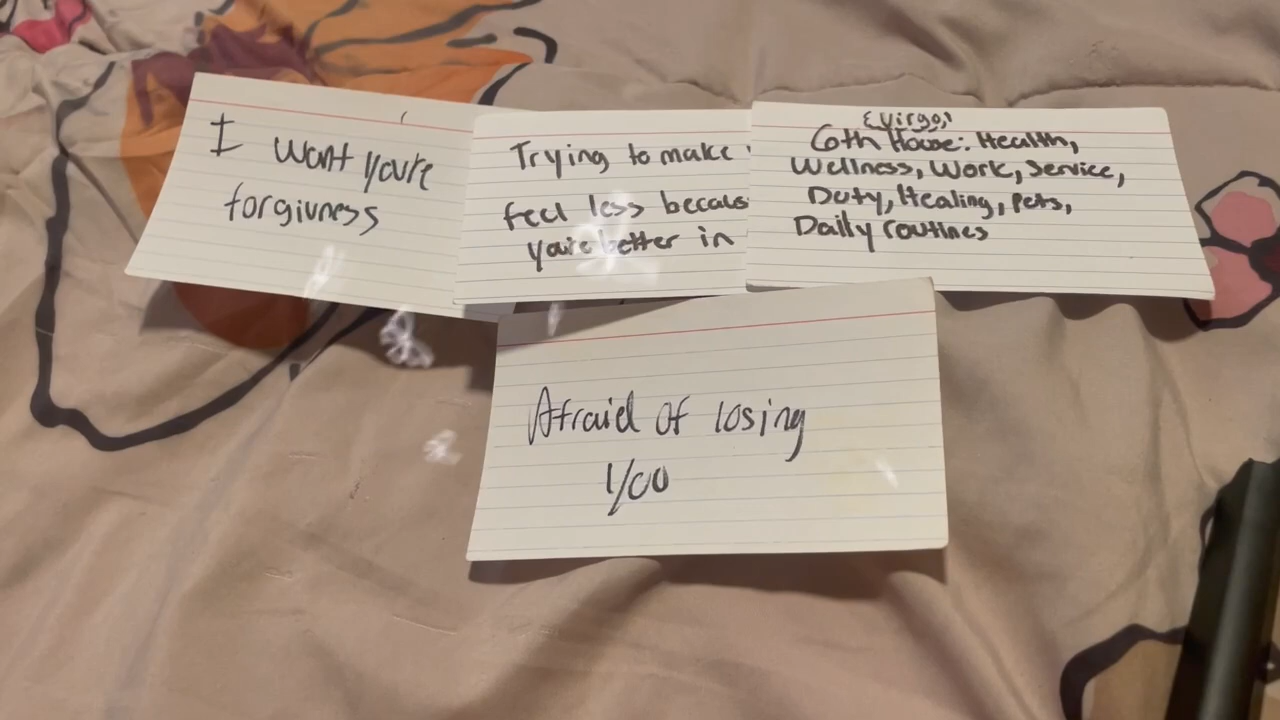 I want you're
forgivness
Trying to make
feel less becaus
you're better in
(Virgo)
6th House: Health,
Wellness, Work, Service,
Duty, Healing, Pets,
Daily routines
Afraid of losing
you